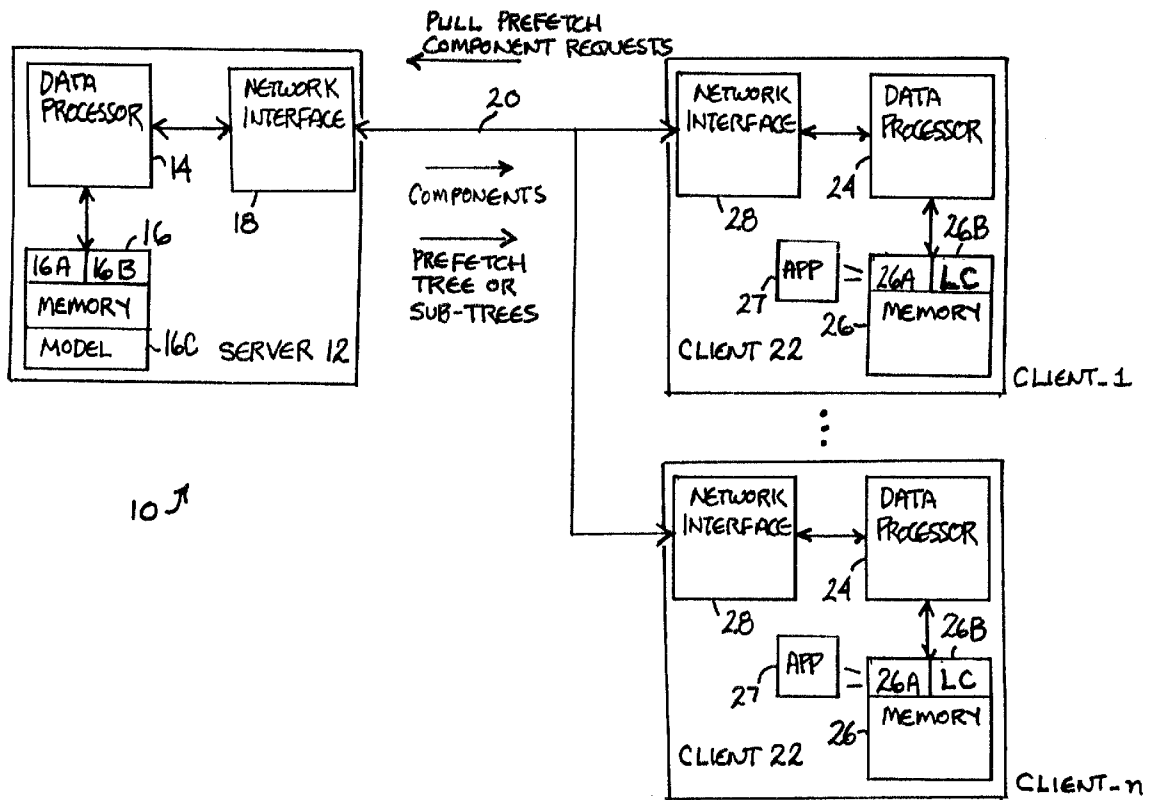 PULL PREFETCH
COMPONENT REQUESTS
DATA
PROCESSOR
14
NETWORK
INTERFACE
18
16
16A
16B
MEMORY
MODEL
16C
SERVER 12
20
COMPONENTS
PREFETCH
TREE OR
SUB-TREES
NETWORK
INTERFACE
28
DATA
PROCESSOR
24
26B
APP
27
26A
LC
MEMORY
26
CLIENT 22
CLIENT_1
10
NETWORK
INTERFACE
28
DATA
PROCESSOR
24
26B
APP
27
26A
LC
MEMORY
26
CLIENT 22
CLIENT_n